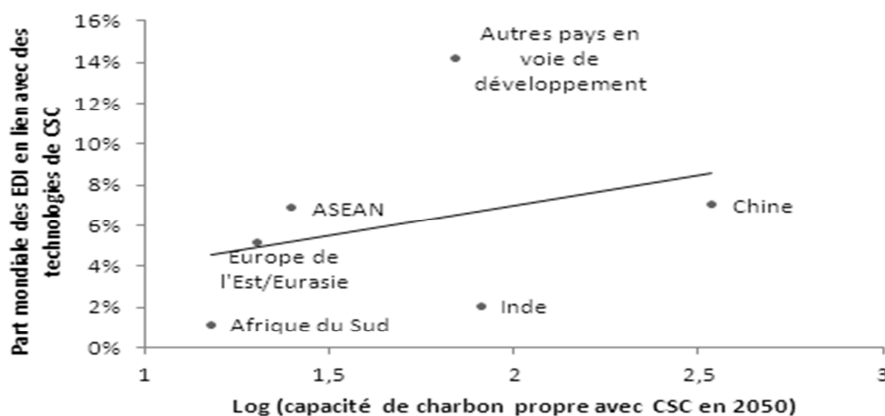 Part mondiale des EDI en lien avec des
technologies de CSC
16%
14%
12%
10%
8%
6%
4%
2%
0%
Autres pays en
voie de
développement
ASEAN
Chine
Europe de
l'Est/Eurasie
Inde
Afrique du Sud
1
1,5
2
2,5
3
Log (capacité de charbon propre avec CSC en 2050)